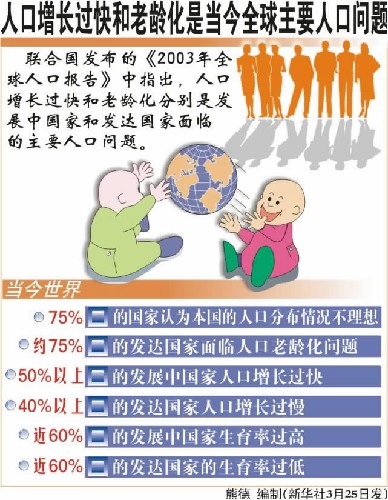 人口增长过快和老龄化是当今全球主要人口问题
联合国发布的《2003年全
球人口报告》中指出，人口
增长过快和老龄化分别是发
展中国家和发达国家面临
的主要人口问题。
当今世界
75% 的国家认为本国的人口分布情况不理想
约75% 的发达国家面临人口老龄化问题
50%以上 的发展中国家人口增长过快
40%以上 的发达国家人口增长过慢
近60% 的发展中国家生育率过高
近60% 的发达国家的生育率过低
熊德 编制(新华社3月25日发)